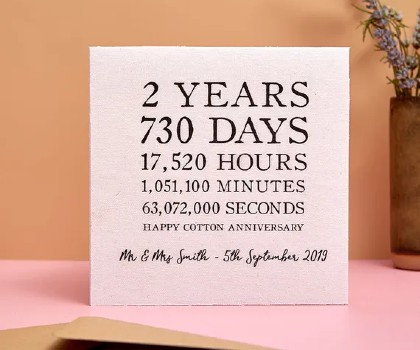 2 YEARS
730 DAYS
17,520 HOURS
1,051,100 MINUTES
63,072,000 SECONDS
HAPPY COTTON ANNIVERSARY
Mr & Mrs Smith - 5th September 2019